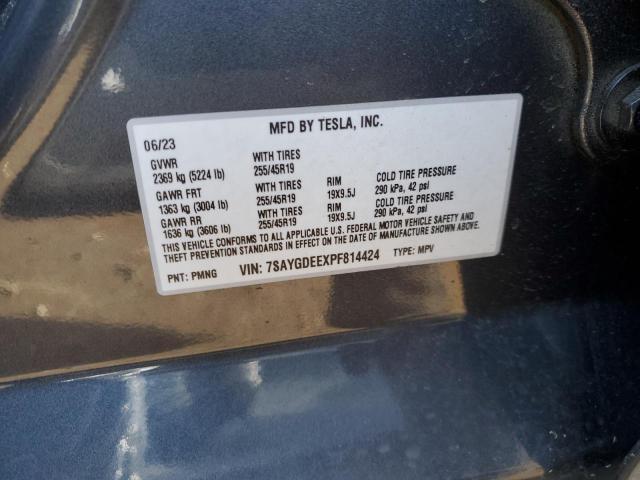 MFD BY TESLA, INC.
06/23
GVWR WITH TIRES
2369 kg (5224 lb) 255/45R19
GAWR FRT WITH TIRES RIM COLD TIRE PRESSURE
1363 kg (3004 lb) 255/45R19 19X9.5J 290 kPa, 42 psi
GAWR RR WITH TIRES RIM COLD TIRE PRESSURE
1636 kg (3606 lb) 255/45R19 19X9.5J 290 kPa, 42 psi
THIS VEHICLE CONFORMS TO ALL APPLICABLE U.S. FEDERAL MOTOR VEHICLE SAFETY AND
THEFT PREVENTION STANDARDS IN EFFECT ON THE DATE OF MANUFACTURE SHOWN ABOVE.
PNT: PMNG VIN: 7SAYGDEEXPF814424 TYPE: MPV